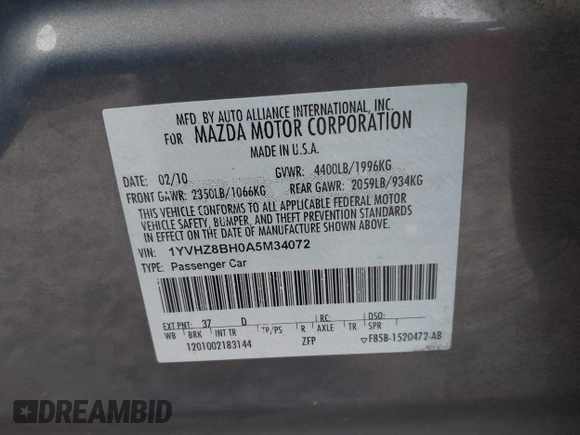 MFD. BY AUTO ALLIANCE INTERNATIONAL, INC.
FOR MAZDA MOTOR CORPORATION
MADE IN U.S.A.
DATE: 02/10 GVWR: 4400LB/1996KG
FRONT GAWR: 2350LB/1066KG REAR GAWR: 2059LB/934KG
THIS VEHICLE CONFORMS TO ALL APPLICABLE FEDERAL MOTOR
VEHICLE SAFETY, BUMPER, AND THEFT PREVENTION STANDARDS
IN EFFECT ON THE DATE OF MANUFACTURE SHOWN ABOVE.
VIN: 1YVHZ8BH0A5M34072
TYPE: Passenger Car
EXT PNT: 37 D RC: DSO:
WB BRK INT TR TP/PS R AXLE TR SPR
1201002183144 ZFP ▽F85B-1520472-AB
DREAMBID